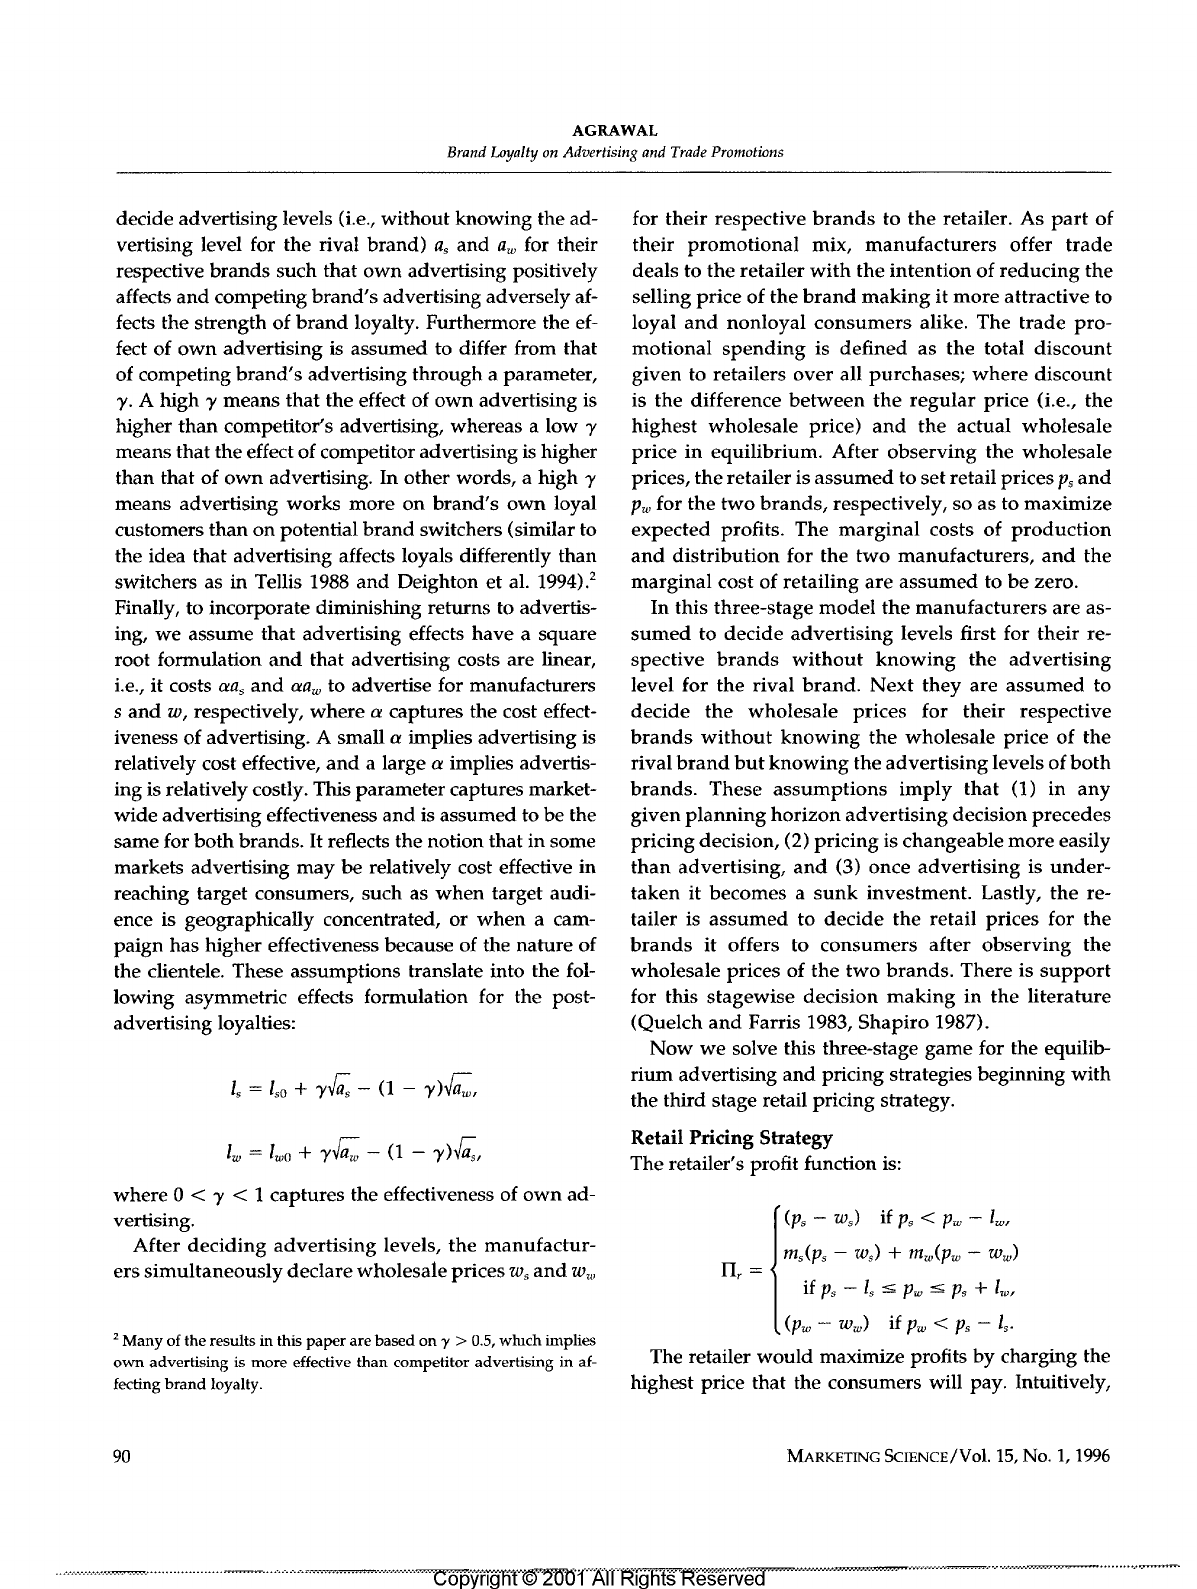 AGRAWAL
Brand Loyalty on Advertising and Trade Promotions
decide advertising levels (i.e., without knowing the ad-
vertising level for the rival brand) aₛ and a_w for their
respective brands such that own advertising positively
affects and competing brand's advertising adversely af-
fects the strength of brand loyalty. Furthermore the ef-
fect of own advertising is assumed to differ from that
of competing brand's advertising through a parameter,
γ. A high γ means that the effect of own advertising is
higher than competitor's advertising, whereas a low γ
means that the effect of competitor advertising is higher
than that of own advertising. In other words, a high γ
means advertising works more on brand's own loyal
customers than on potential brand switchers (similar to
the idea that advertising affects loyals differently than
switchers as in Tellis 1988 and Deighton et al. 1994).²
Finally, to incorporate diminishing returns to advertis-
ing, we assume that advertising effects have a square
root formulation and that advertising costs are linear,
i.e., it costs αaₛ and αa_w to advertise for manufacturers
s and w, respectively, where α captures the cost effect-
iveness of advertising. A small α implies advertising is
relatively cost effective, and a large α implies advertis-
ing is relatively costly. This parameter captures market-
wide advertising effectiveness and is assumed to be the
same for both brands. It reflects the notion that in some
markets advertising may be relatively cost effective in
reaching target consumers, such as when target audi-
ence is geographically concentrated, or when a cam-
paign has higher effectiveness because of the nature of
the clientele. These assumptions translate into the fol-
lowing asymmetric effects formulation for the post-
advertising loyalties:
lₛ = lₛ₀ + γ√aₛ − (1 − γ)√a_w,
l_w = l_w0 + γ√a_w − (1 − γ)√aₛ,
where 0 < γ < 1 captures the effectiveness of own ad-
vertising.
After deciding advertising levels, the manufactur-
ers simultaneously declare wholesale prices wₛ and w_w
² Many of the results in this paper are based on γ > 0.5, which implies
own advertising is more effective than competitor advertising in af-
fecting brand loyalty.
for their respective brands to the retailer. As part of
their promotional mix, manufacturers offer trade
deals to the retailer with the intention of reducing the
selling price of the brand making it more attractive to
loyal and nonloyal consumers alike. The trade pro-
motional spending is defined as the total discount
given to retailers over all purchases; where discount
is the difference between the regular price (i.e., the
highest wholesale price) and the actual wholesale
price in equilibrium. After observing the wholesale
prices, the retailer is assumed to set retail prices pₛ and
p_w for the two brands, respectively, so as to maximize
expected profits. The marginal costs of production
and distribution for the two manufacturers, and the
marginal cost of retailing are assumed to be zero.
In this three-stage model the manufacturers are as-
sumed to decide advertising levels first for their re-
spective brands without knowing the advertising
level for the rival brand. Next they are assumed to
decide the wholesale prices for their respective
brands without knowing the wholesale price of the
rival brand but knowing the advertising levels of both
brands. These assumptions imply that (1) in any
given planning horizon advertising decision precedes
pricing decision, (2) pricing is changeable more easily
than advertising, and (3) once advertising is under-
taken it becomes a sunk investment. Lastly, the re-
tailer is assumed to decide the retail prices for the
brands it offers to consumers after observing the
wholesale prices of the two brands. There is support
for this stagewise decision making in the literature
(Quelch and Farris 1983, Shapiro 1987).
Now we solve this three-stage game for the equilib-
rium advertising and pricing strategies beginning with
the third stage retail pricing strategy.
Retail Pricing Strategy
The retailer's profit function is:
(pₛ − wₛ) if pₛ < p_w − l_w,
mₛ(pₛ − wₛ) + m_w(p_w − w_w)
Πᵣ =
if pₛ − lₛ ≤ p_w ≤ pₛ + l_w,
(p_w − w_w) if p_w < pₛ − lₛ.
The retailer would maximize profits by charging the
highest price that the consumers will pay. Intuitively,
90
MARKETING SCIENCE/Vol. 15, No. 1, 1996
Copyright © 2001 All Rights Reserved